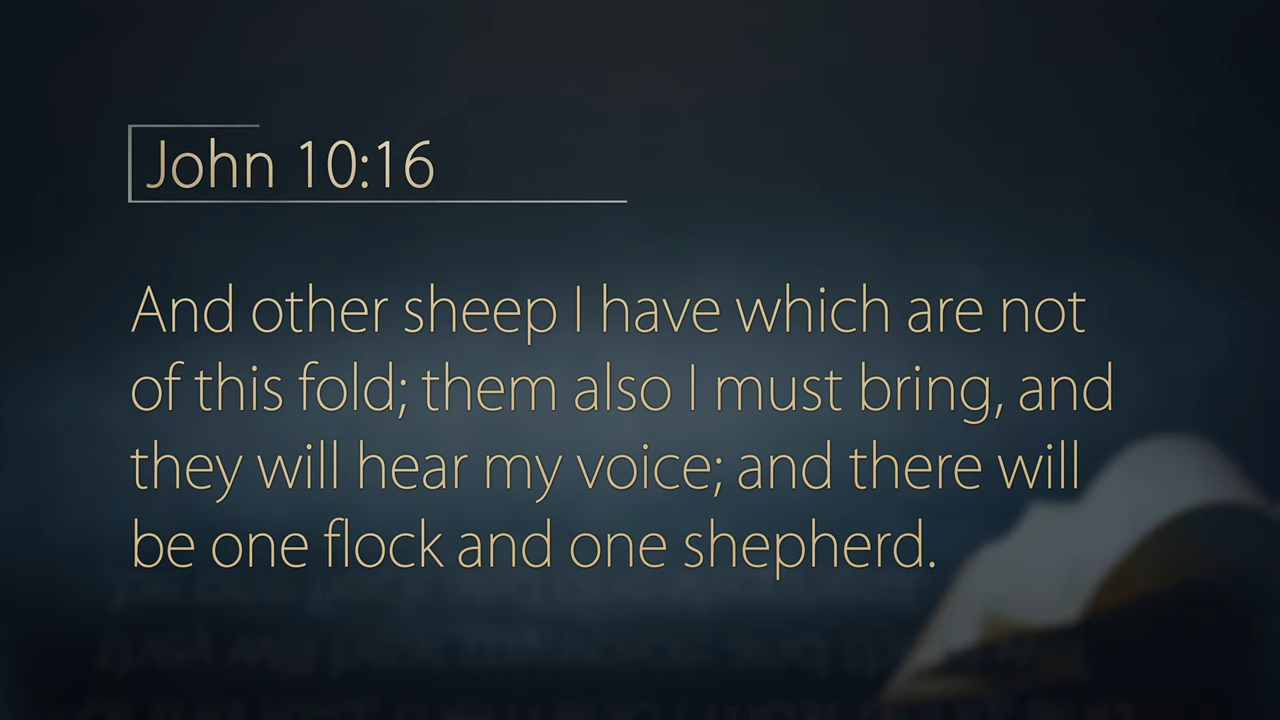 John 10:16
And other sheep I have which are not
of this fold; them also I must bring, and
they will hear my voice; and there will
be one flock and one shepherd.